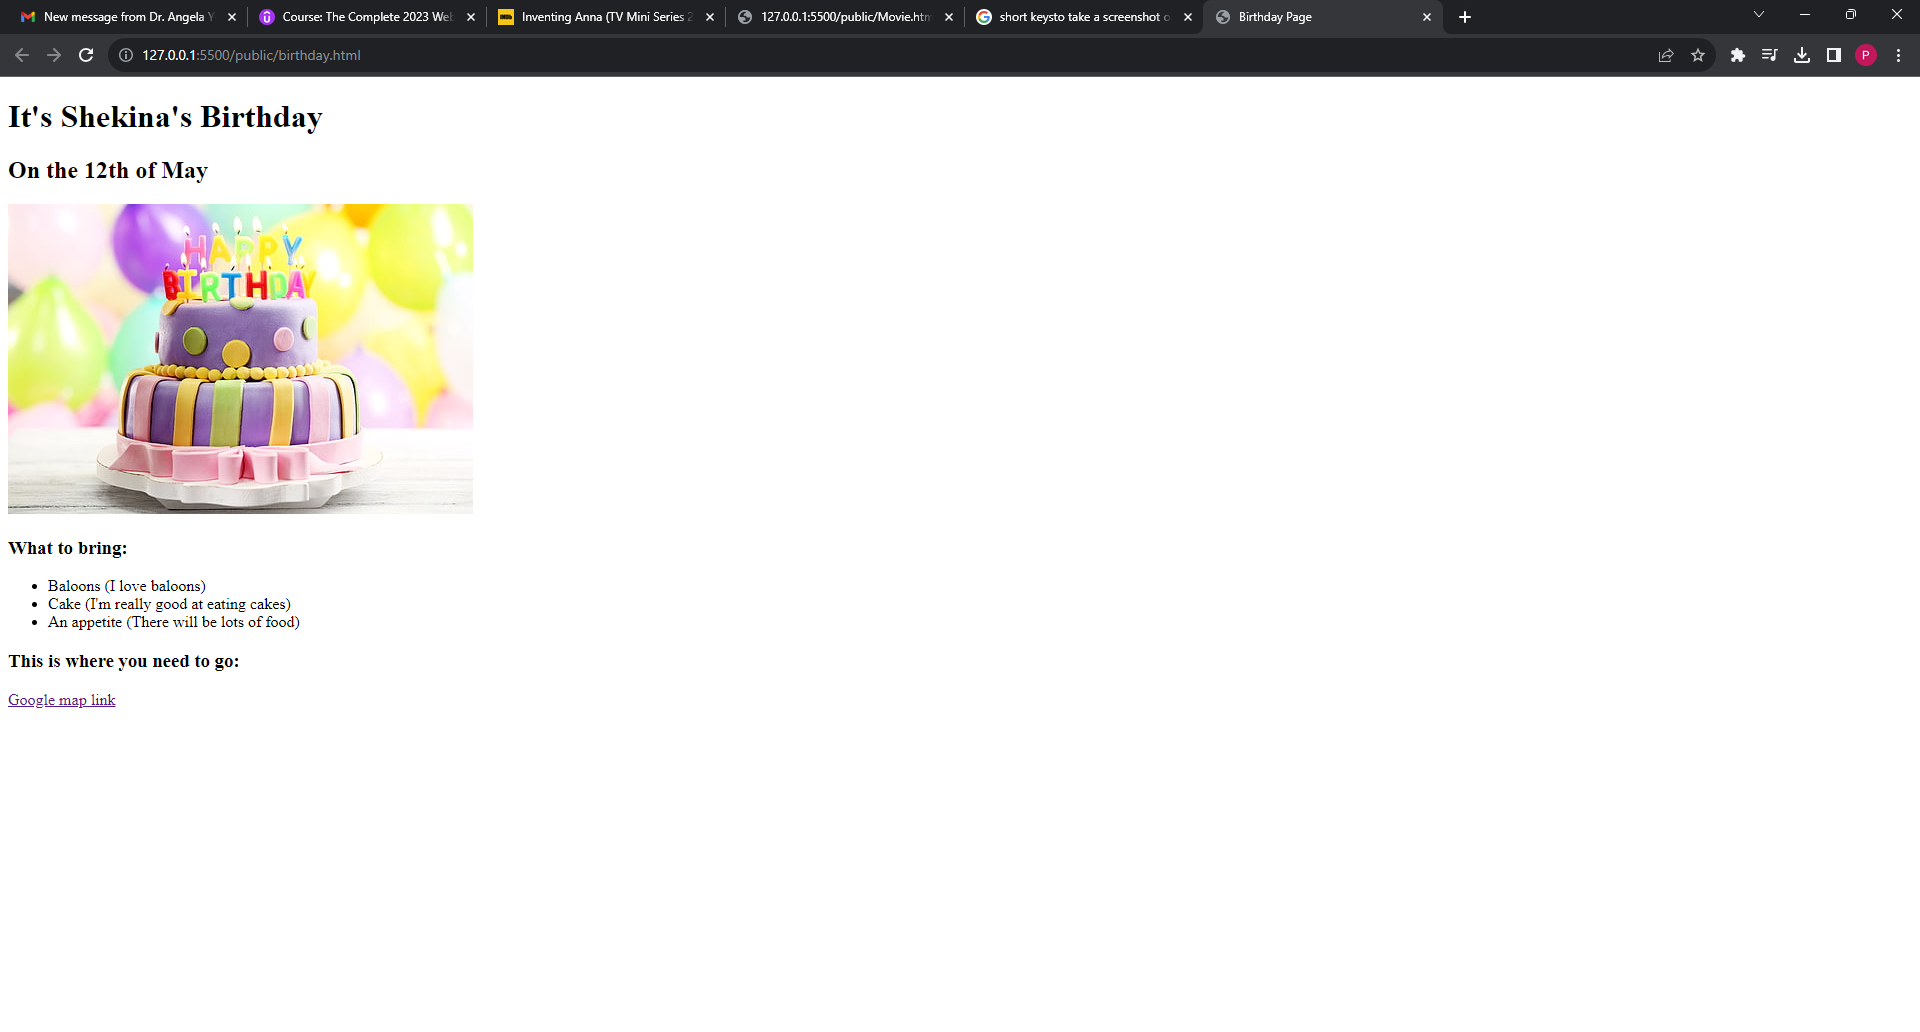 New message from Dr. Angela Y
Course: The Complete 2023 Web
Inventing Anna (TV Mini Series 2
127.0.0.1:5500/public/Movie.htm
short keysto take a screenshot o
Birthday Page
127.0.0.1:5500/public/birthday.html
P
It's Shekina's Birthday
On the 12th of May
HAPPY
BIRTHDAY
What to bring:
Baloons (I love baloons)
Cake (I'm really good at eating cakes)
An appetite (There will be lots of food)
This is where you need to go:
Google map link